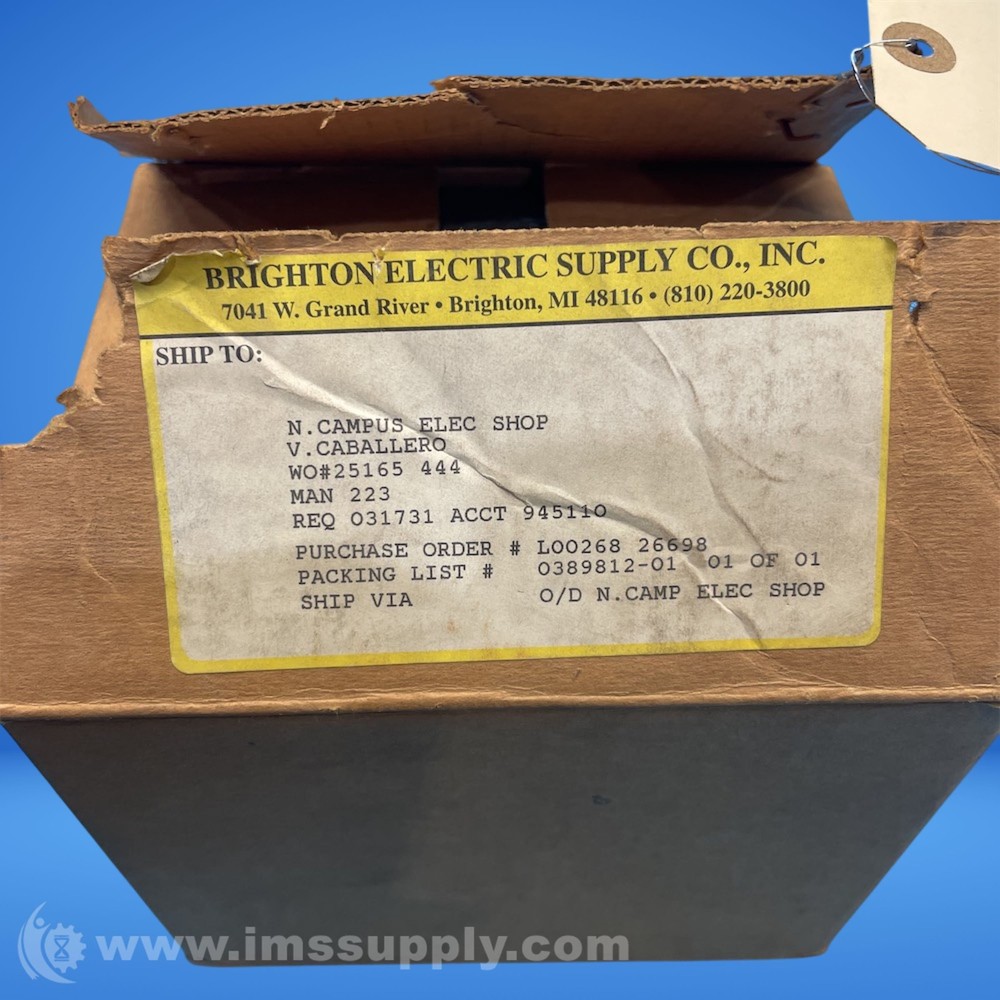 BRIGHTON ELECTRIC SUPPLY CO., INC.
7041 W. Grand River • Brighton, MI 48116 • (810) 220-3800
SHIP TO:
N.CAMPUS ELEC SHOP
V.CABALLERO
WO#25165 444
MAN 223
REQ 031731 ACCT 945110
PURCHASE ORDER # L00268 26698
PACKING LIST # 0389812-01 01 OF 01
SHIP VIA O/D N.CAMP ELEC SHOP
www.imssupply.com